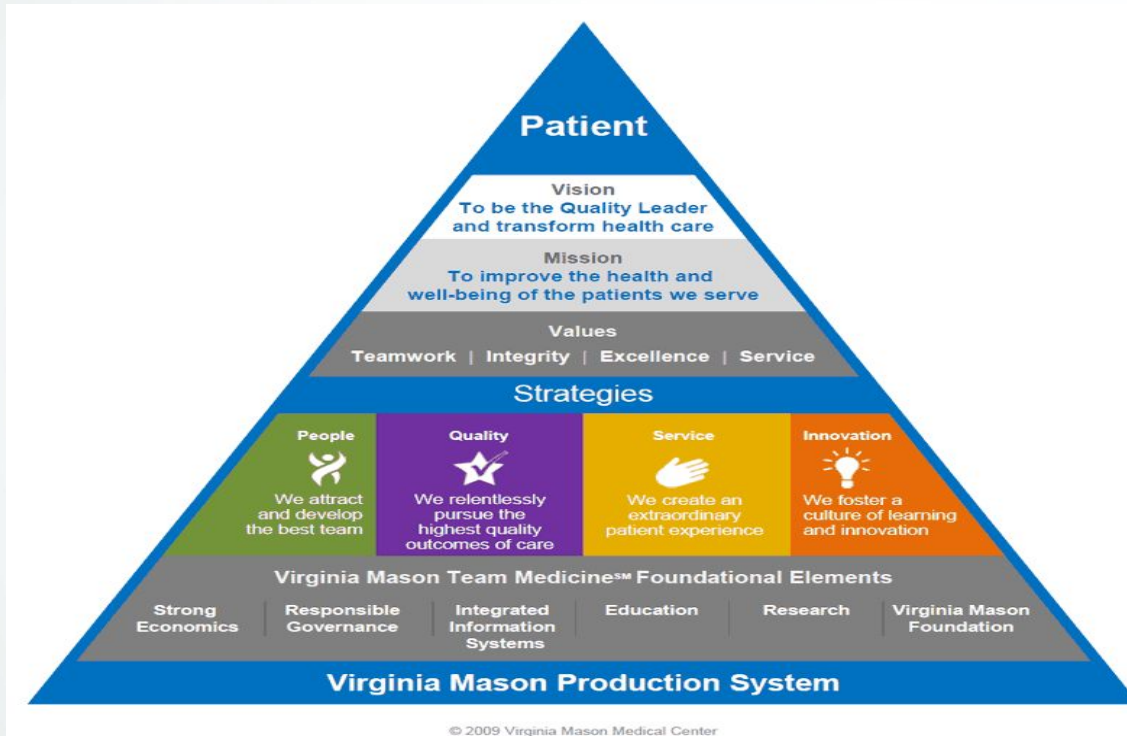 Patient
Vision
To be the Quality Leader
and transform health care
Mission
To improve the health and
well-being of the patients we serve
Values
Teamwork | Integrity | Excellence | Service
Strategies
People
We attract
and develop
the best team
Quality
We relentlessly
pursue the
highest quality
outcomes of care
Service
We create an
extraordinary
patient experience
Innovation
We foster a
culture of learning
and innovation
Virginia Mason Team Medicine℠ Foundational Elements
Strong
Economics
Responsible
Governance
Integrated
Information
Systems
Education
Research
Virginia Mason
Foundation
Virginia Mason Production System
© 2009 Virginia Mason Medical Center